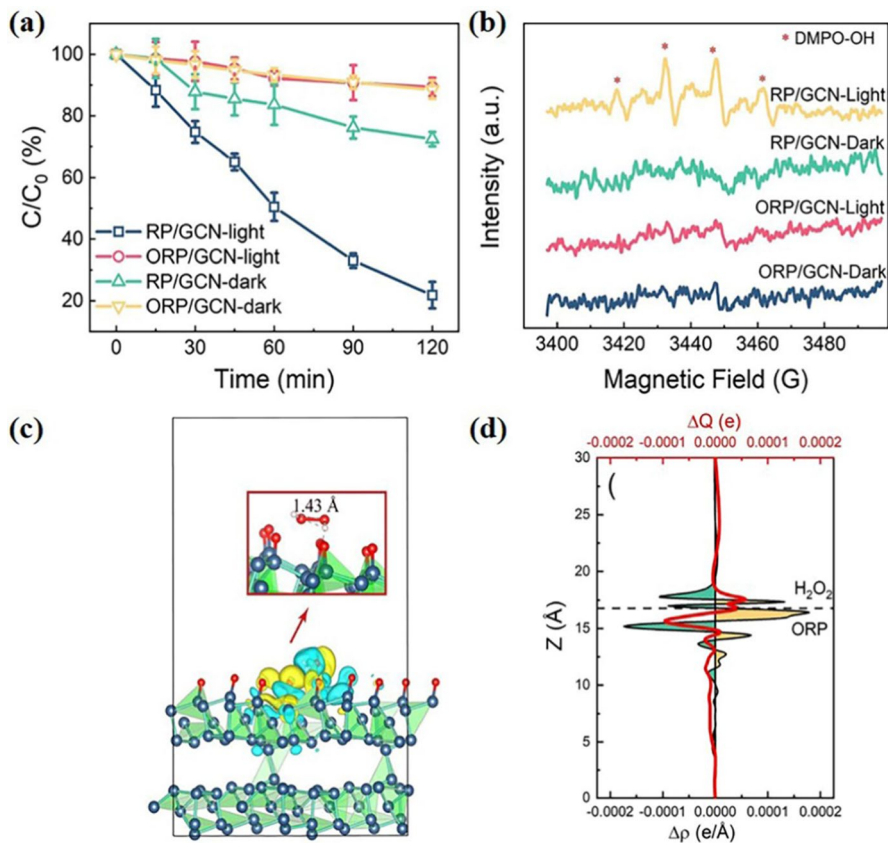 (a)
100
80
60
40
20
C/C0 (%)
RP/GCN-light
ORP/GCN-light
RP/GCN-dark
ORP/GCN-dark
0 30 60 90 120
Time (min)
(b)
* DMPO-OH
RP/GCN-Light
RP/GCN-Dark
ORP/GCN-Light
ORP/GCN-Dark
Intensity (a.u.)
3400 3420 3440 3460 3480
Magnetic Field (G)
(c)
1.43 Å
(d)
ΔQ (e)
-0.0002 -0.0001 0.0000 0.0001 0.0002
30
25
20
15
10
5
0
Z (Å)
(
H2O2
ORP
-0.0002 -0.0001 0.0000 0.0001 0.0002
Δρ (e/Å)